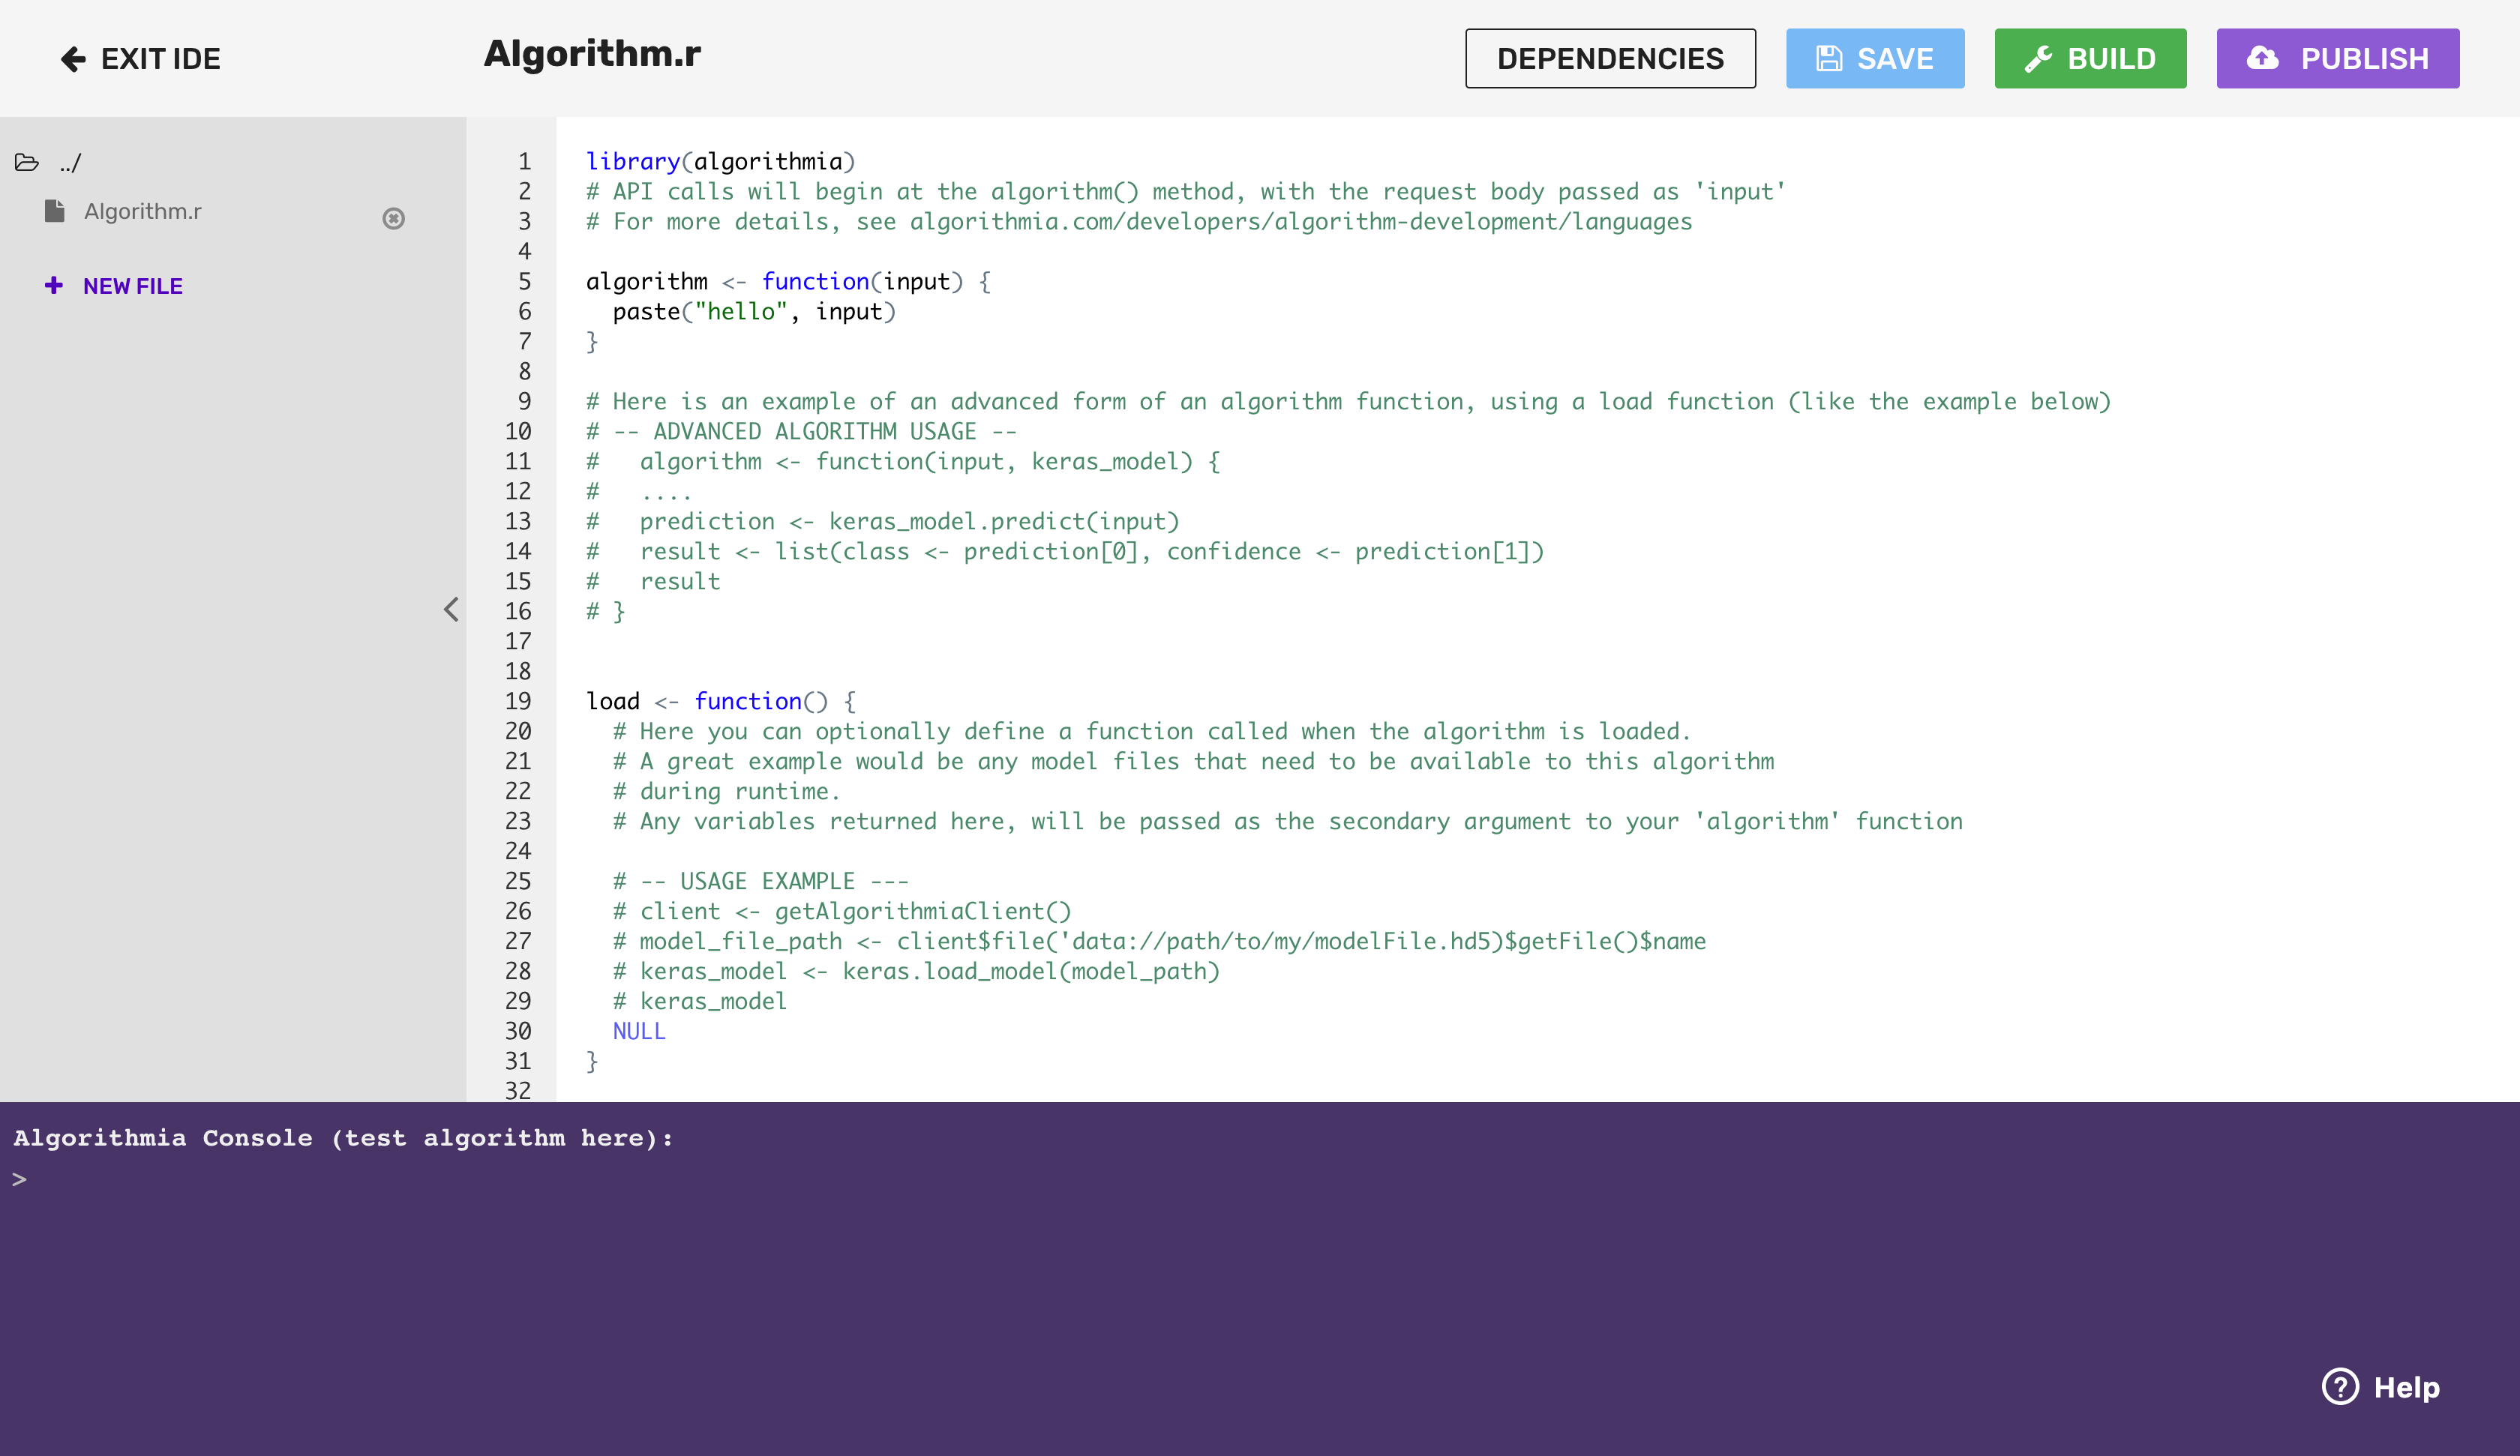 EXIT IDE
Algorithm.r
DEPENDENCIES
SAVE
BUILD
PUBLISH
../
Algorithm.r
NEW FILE
1 library(algorithmia)
2 # API calls will begin at the algorithm() method, with the request body passed as 'input'
3 # For more details, see algorithmia.com/developers/algorithm-development/languages
4
5 algorithm <- function(input) {
6   paste("hello", input)
7 }
8
9 # Here is an example of an advanced form of an algorithm function, using a load function (like the example below)
10 # -- ADVANCED ALGORITHM USAGE --
11 #   algorithm <- function(input, keras_model) {
12 #   ....
13 #   prediction <- keras_model.predict(input)
14 #   result <- list(class <- prediction[0], confidence <- prediction[1])
15 #   result
16 # }
17
18
19 load <- function() {
20   # Here you can optionally define a function called when the algorithm is loaded.
21   # A great example would be any model files that need to be available to this algorithm
22   # during runtime.
23   # Any variables returned here, will be passed as the secondary argument to your 'algorithm' function
24
25   # -- USAGE EXAMPLE ---
26   # client <- getAlgorithmiaClient()
27   # model_file_path <- client$file('data://path/to/my/modelFile.hd5)$getFile()$name
28   # keras_model <- keras.load_model(model_path)
29   # keras_model
30   NULL
31 }
32
Algorithmia Console (test algorithm here):
>
Help